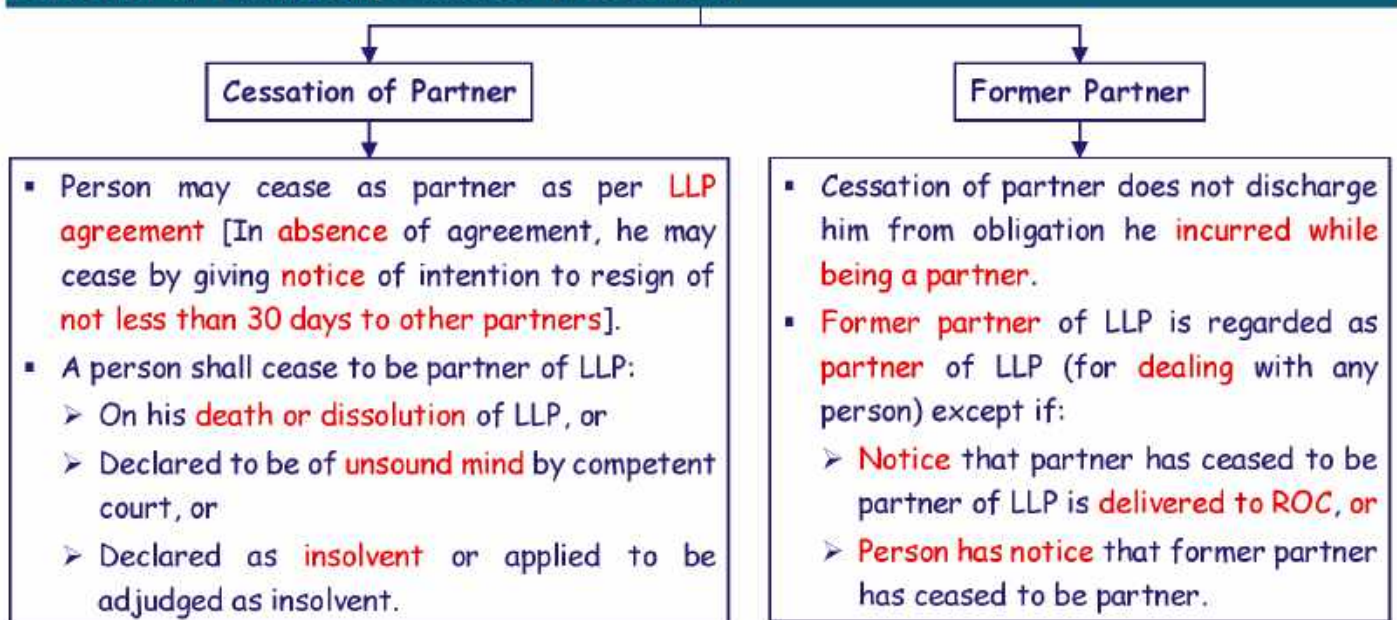 Cessation of Partner
Former Partner
▪ Person may cease as partner as per LLP
agreement [In absence of agreement, he may
cease by giving notice of intention to resign of
not less than 30 days to other partners].
▪ A person shall cease to be partner of LLP:
➢ On his death or dissolution of LLP, or
➢ Declared to be of unsound mind by competent
court, or
➢ Declared as insolvent or applied to be
adjudged as insolvent.
▪ Cessation of partner does not discharge
him from obligation he incurred while
being a partner.
▪ Former partner of LLP is regarded as
partner of LLP (for dealing with any
person) except if:
➢ Notice that partner has ceased to be
partner of LLP is delivered to ROC, or
➢ Person has notice that former partner
has ceased to be partner.